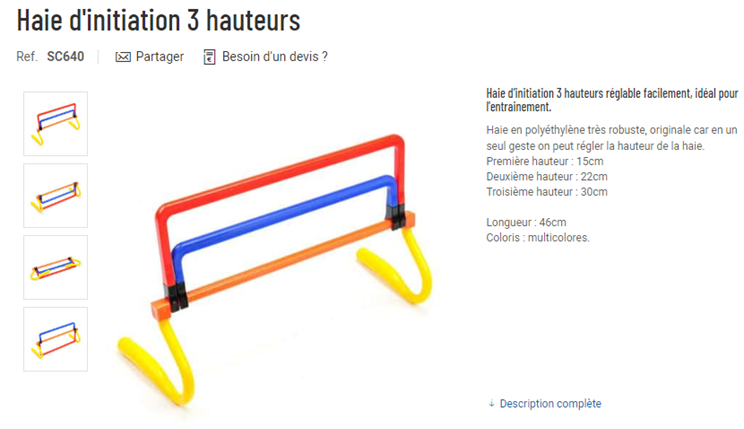 Haie d'initiation 3 hauteurs
Ref. SC640
Partager
Besoin d'un devis ?
Haie d'initiation 3 hauteurs réglable facilement, idéal pour
l'entrainement.
Haie en polyéthylène très robuste, originale car en un
seul geste on peut régler la hauteur de la haie.
Première hauteur : 15cm
Deuxième hauteur : 22cm
Troisième hauteur : 30cm
Longueur : 46cm
Coloris : multicolores.
Description complète